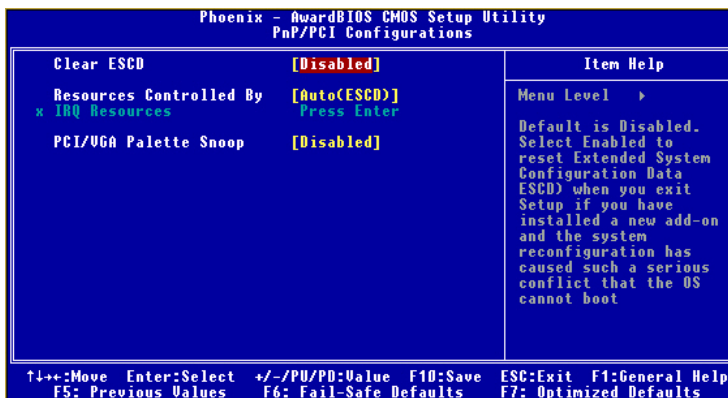 Phoenix - AwardBIOS CMOS Setup Utility
PnP/PCI Configurations
Clear ESCD [Disabled]
Resources Controlled By [Auto(ESCD)]
x IRQ Resources Press Enter
PCI/VGA Palette Snoop [Disabled]
Item Help
Menu Level ▸
Default is Disabled.
Select Enabled to
reset Extended System
Configuration Data
ESCD) when you exit
Setup if you have
installed a new add-on
and the system
reconfiguration has
caused such a serious
conflict that the OS
cannot boot
↑↓→←:Move Enter:Select +/-/PU/PD:Value F10:Save ESC:Exit F1:General Help
F5: Previous Values F6: Fail-Safe Defaults F7: Optimized Defaults